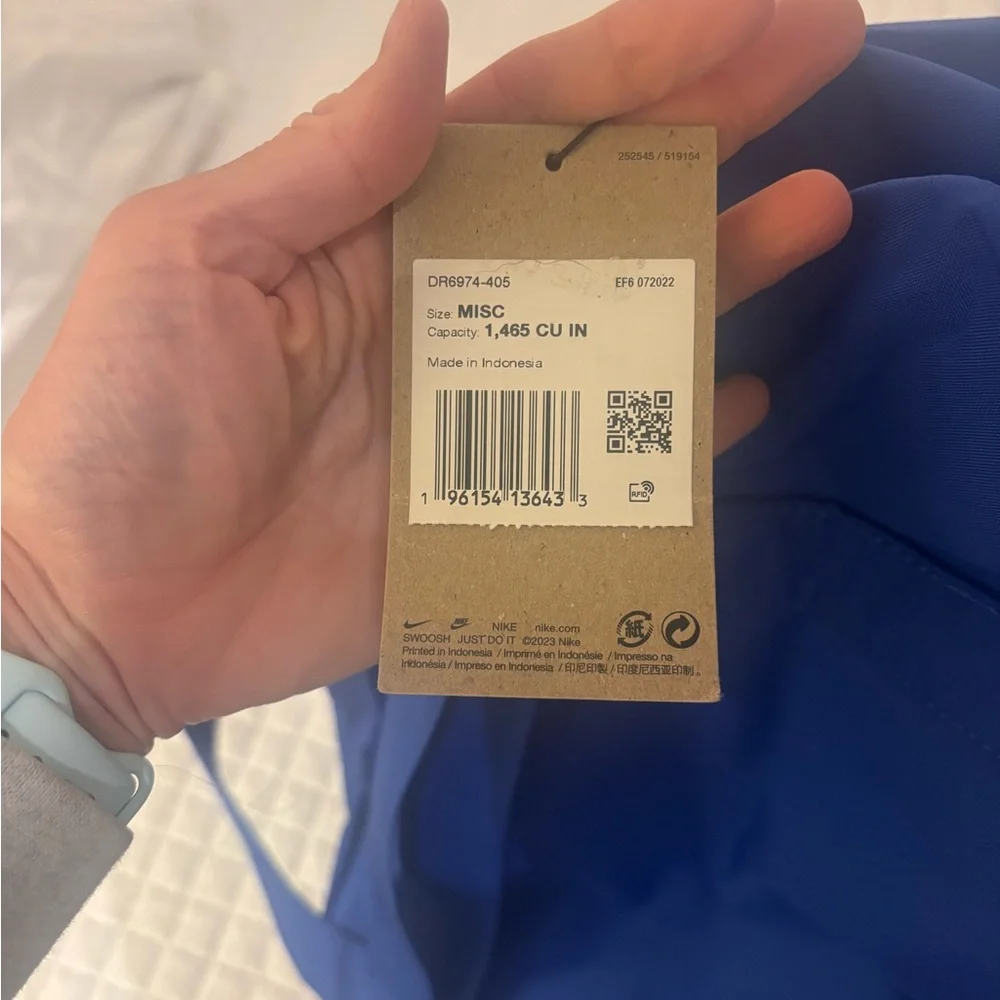 252545 / 519154
DR6974-405 EF6 072022
Size: MISC
Capacity: 1,465 CU IN
Made in Indonesia
1 96154 13643 3
RFID
NIKE NIKE nike.com
SWOOSH JUST DO IT ©2023 Nike
Printed in Indonesia / Imprimé en Indonésie / Impresso na
Indonésia / Impreso en Indonesia / 印尼印製 / 印度尼西亚印制。
紙